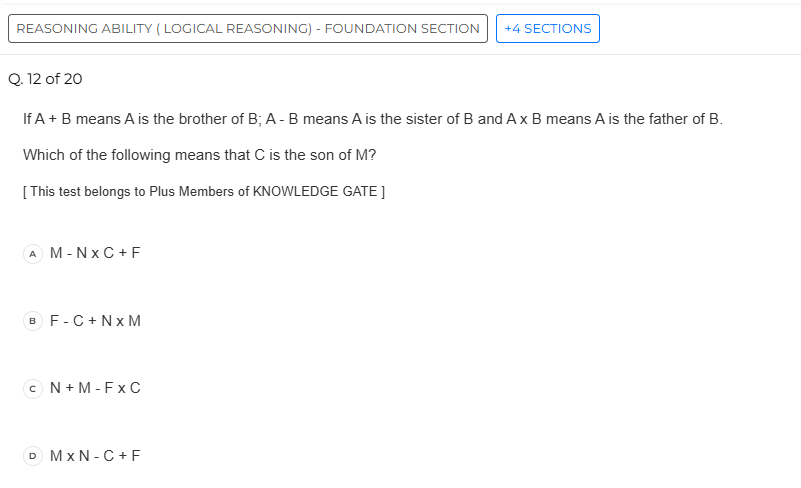 REASONING ABILITY ( LOGICAL REASONING) - FOUNDATION SECTION
+4 SECTIONS
Q. 12 of 20
If A + B means A is the brother of B; A - B means A is the sister of B and A x B means A is the father of B.
Which of the following means that C is the son of M?
[ This test belongs to Plus Members of KNOWLEDGE GATE ]
A M - N x C + F
B F - C + N x M
C N + M - F x C
D M x N - C + F